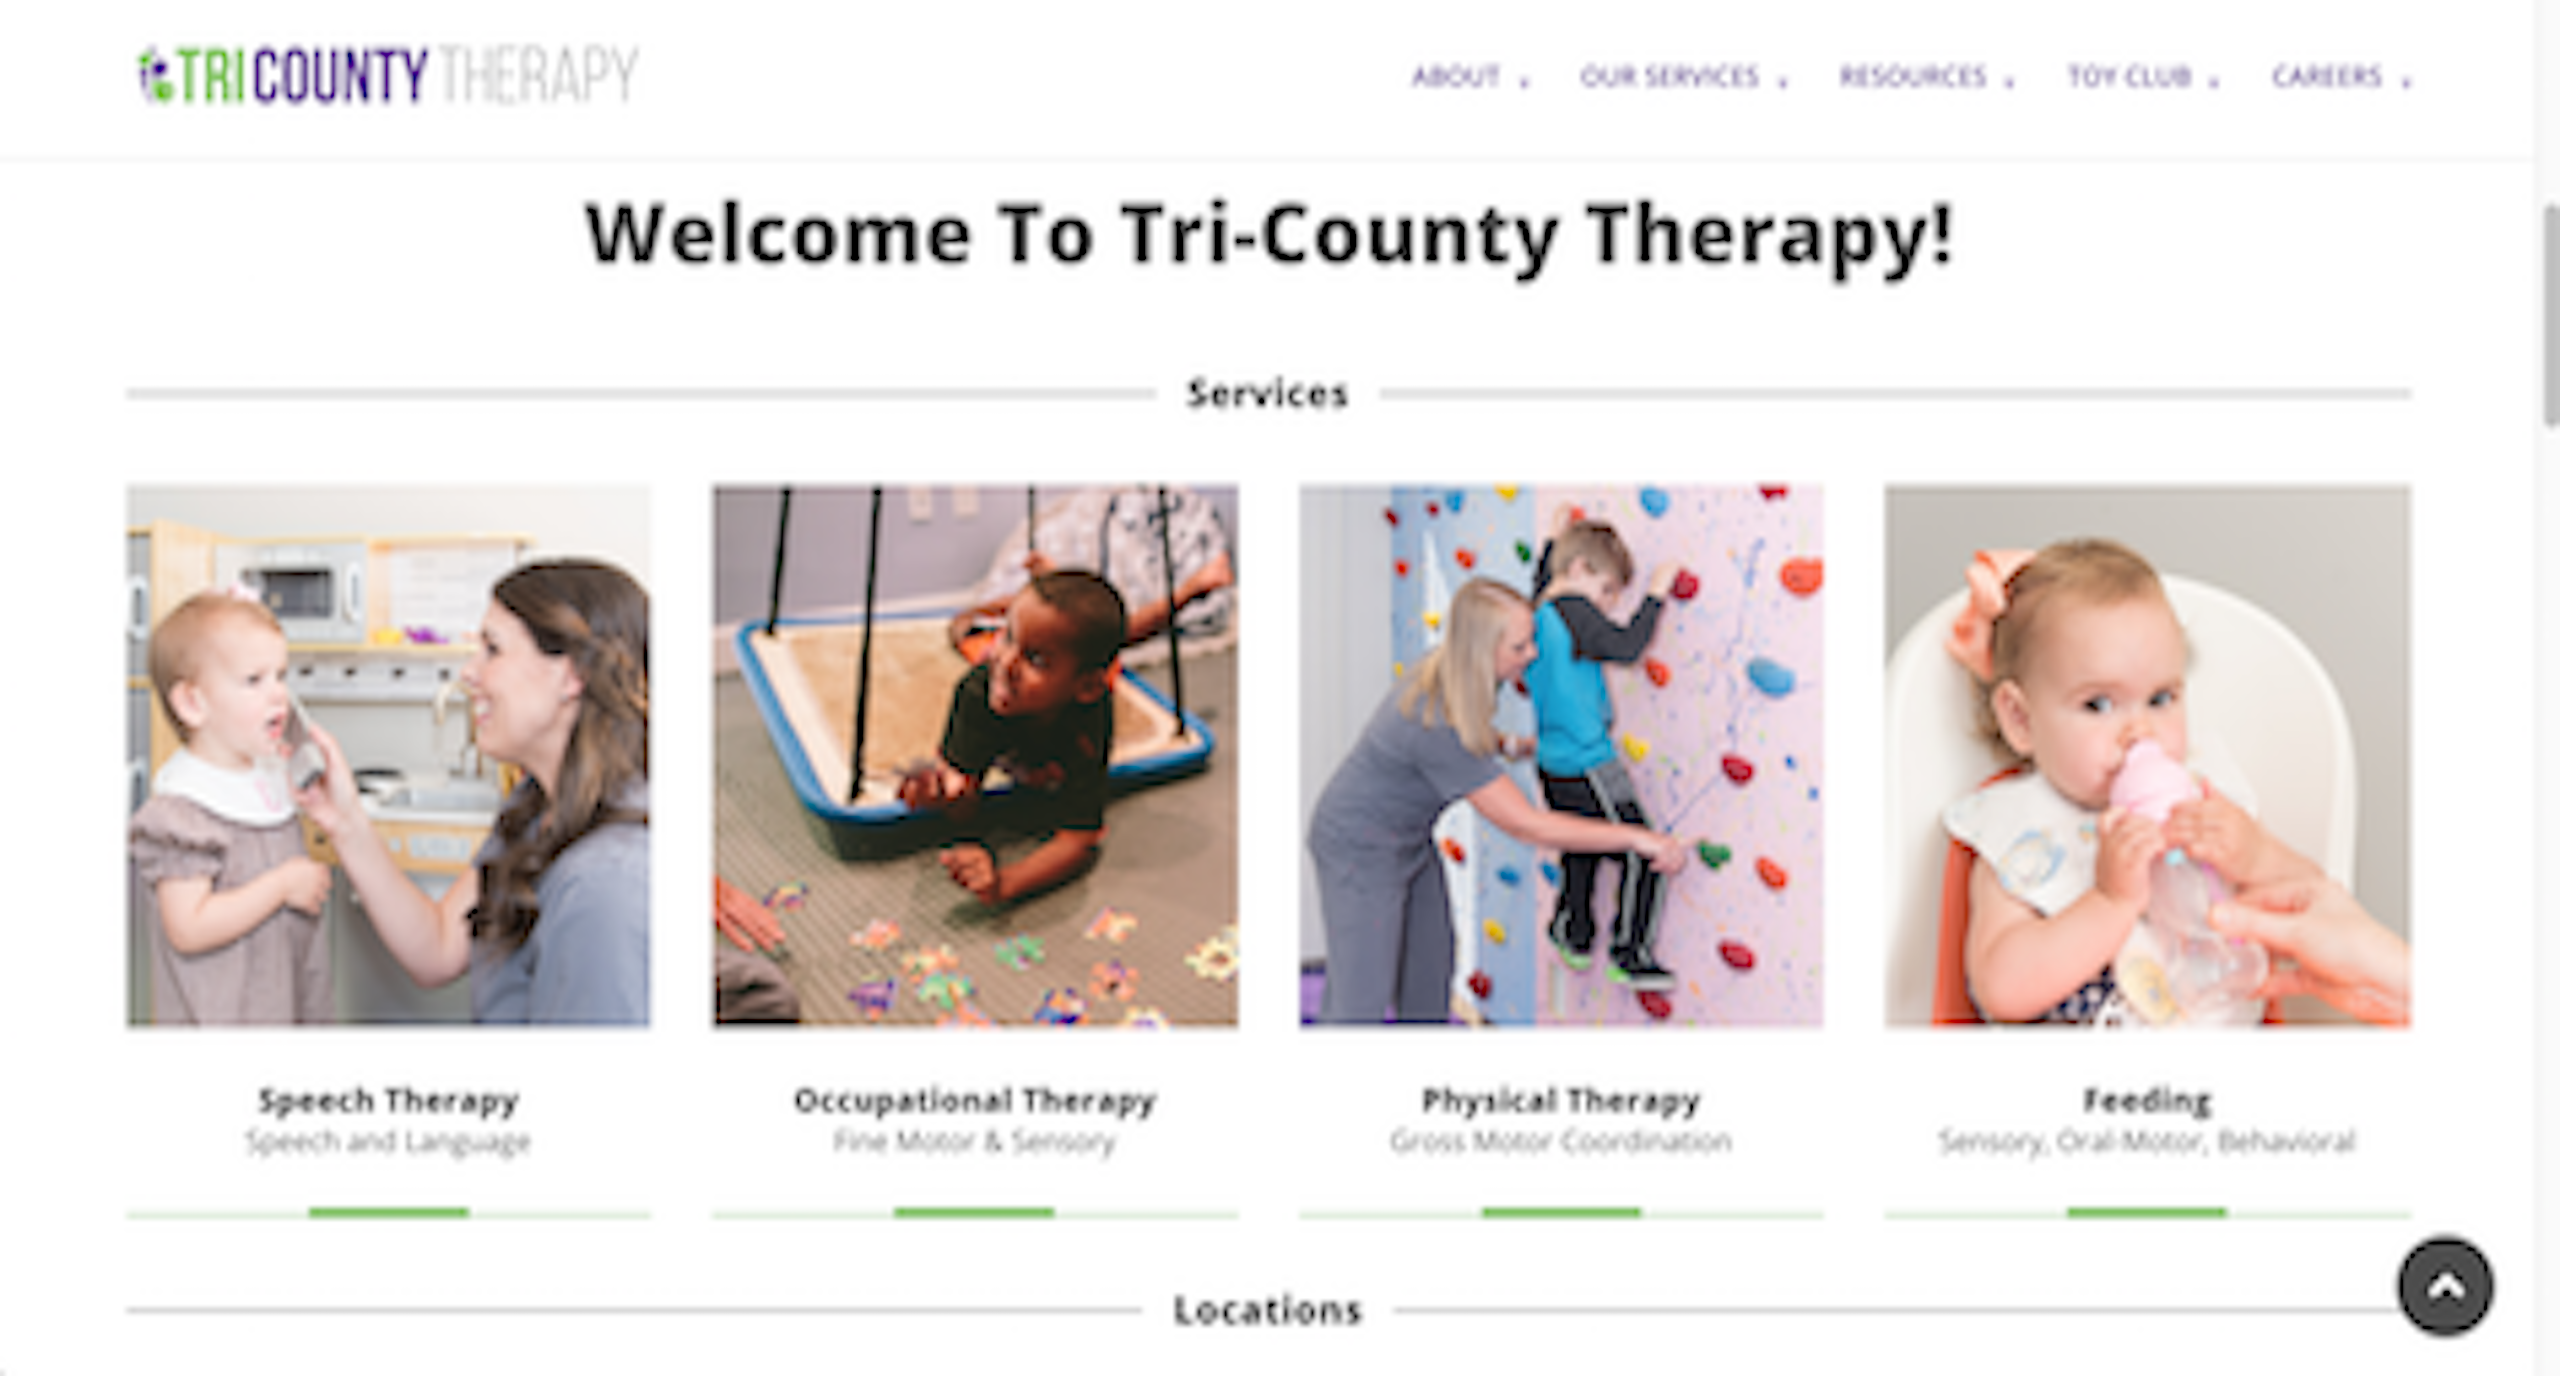 TRI COUNTY THERAPY
ABOUT
OUR SERVICES
RESOURCES
TOY CLUB
CAREERS
Welcome To Tri-County Therapy!
Services
Speech Therapy
Speech and Language
Occupational Therapy
Fine Motor & Sensory
Physical Therapy
Gross Motor Coordination
Feeding
Sensory, Oral-Motor, Behavioral
Locations